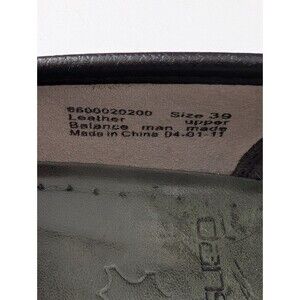 6600020200 Size 39
Leather upper
Balance man made
Made in China 04-01-11